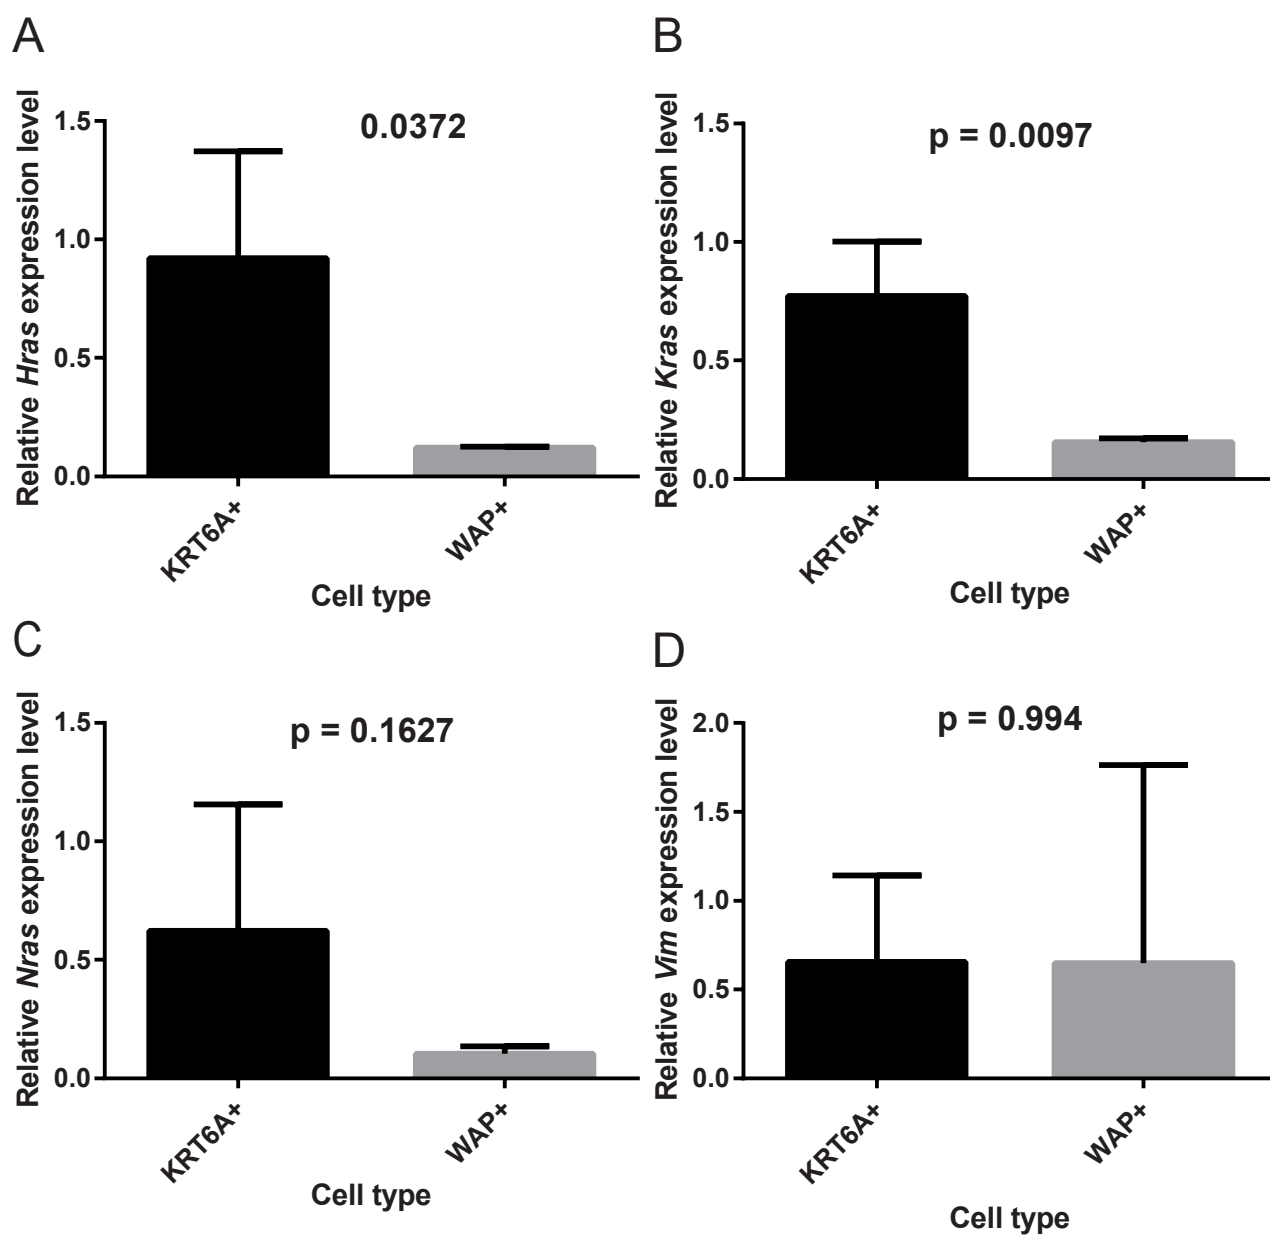 A
Relative Hras expression level
0.0372
1.5
1.0
0.5
0.0
KRT6A+
WAP+
Cell type
B
Relative Kras expression level
p = 0.0097
1.5
1.0
0.5
0.0
KRT6A+
WAP+
Cell type
C
Relative Nras expression level
p = 0.1627
1.5
1.0
0.5
0.0
KRT6A+
WAP+
Cell type
D
Relative Vim expression level
p = 0.994
2.0
1.5
1.0
0.5
0.0
KRT6A+
WAP+
Cell type